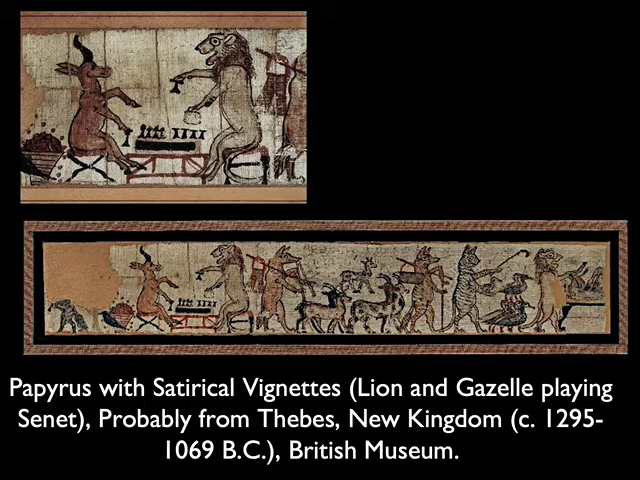 Papyrus with Satirical Vignettes (Lion and Gazelle playing
Senet), Probably from Thebes, New Kingdom (c. 1295-
1069 B.C.), British Museum.